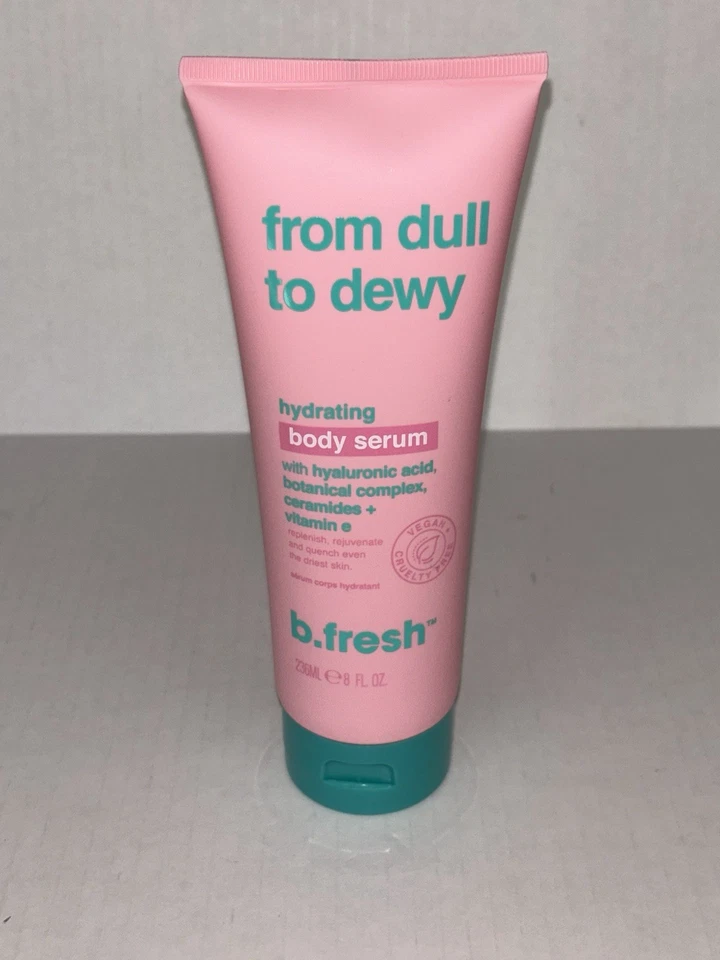 from dull
to dewy
hydrating
body serum
with hyaluronic acid,
botanical complex,
ceramides +
vitamin e
replenish, rejuvenate
and quench even
the driest skin.
sérum corps hydratant
VEGAN +
CRUELTY FREE
b.fresh™
236ML ℮ 8 FL. OZ.